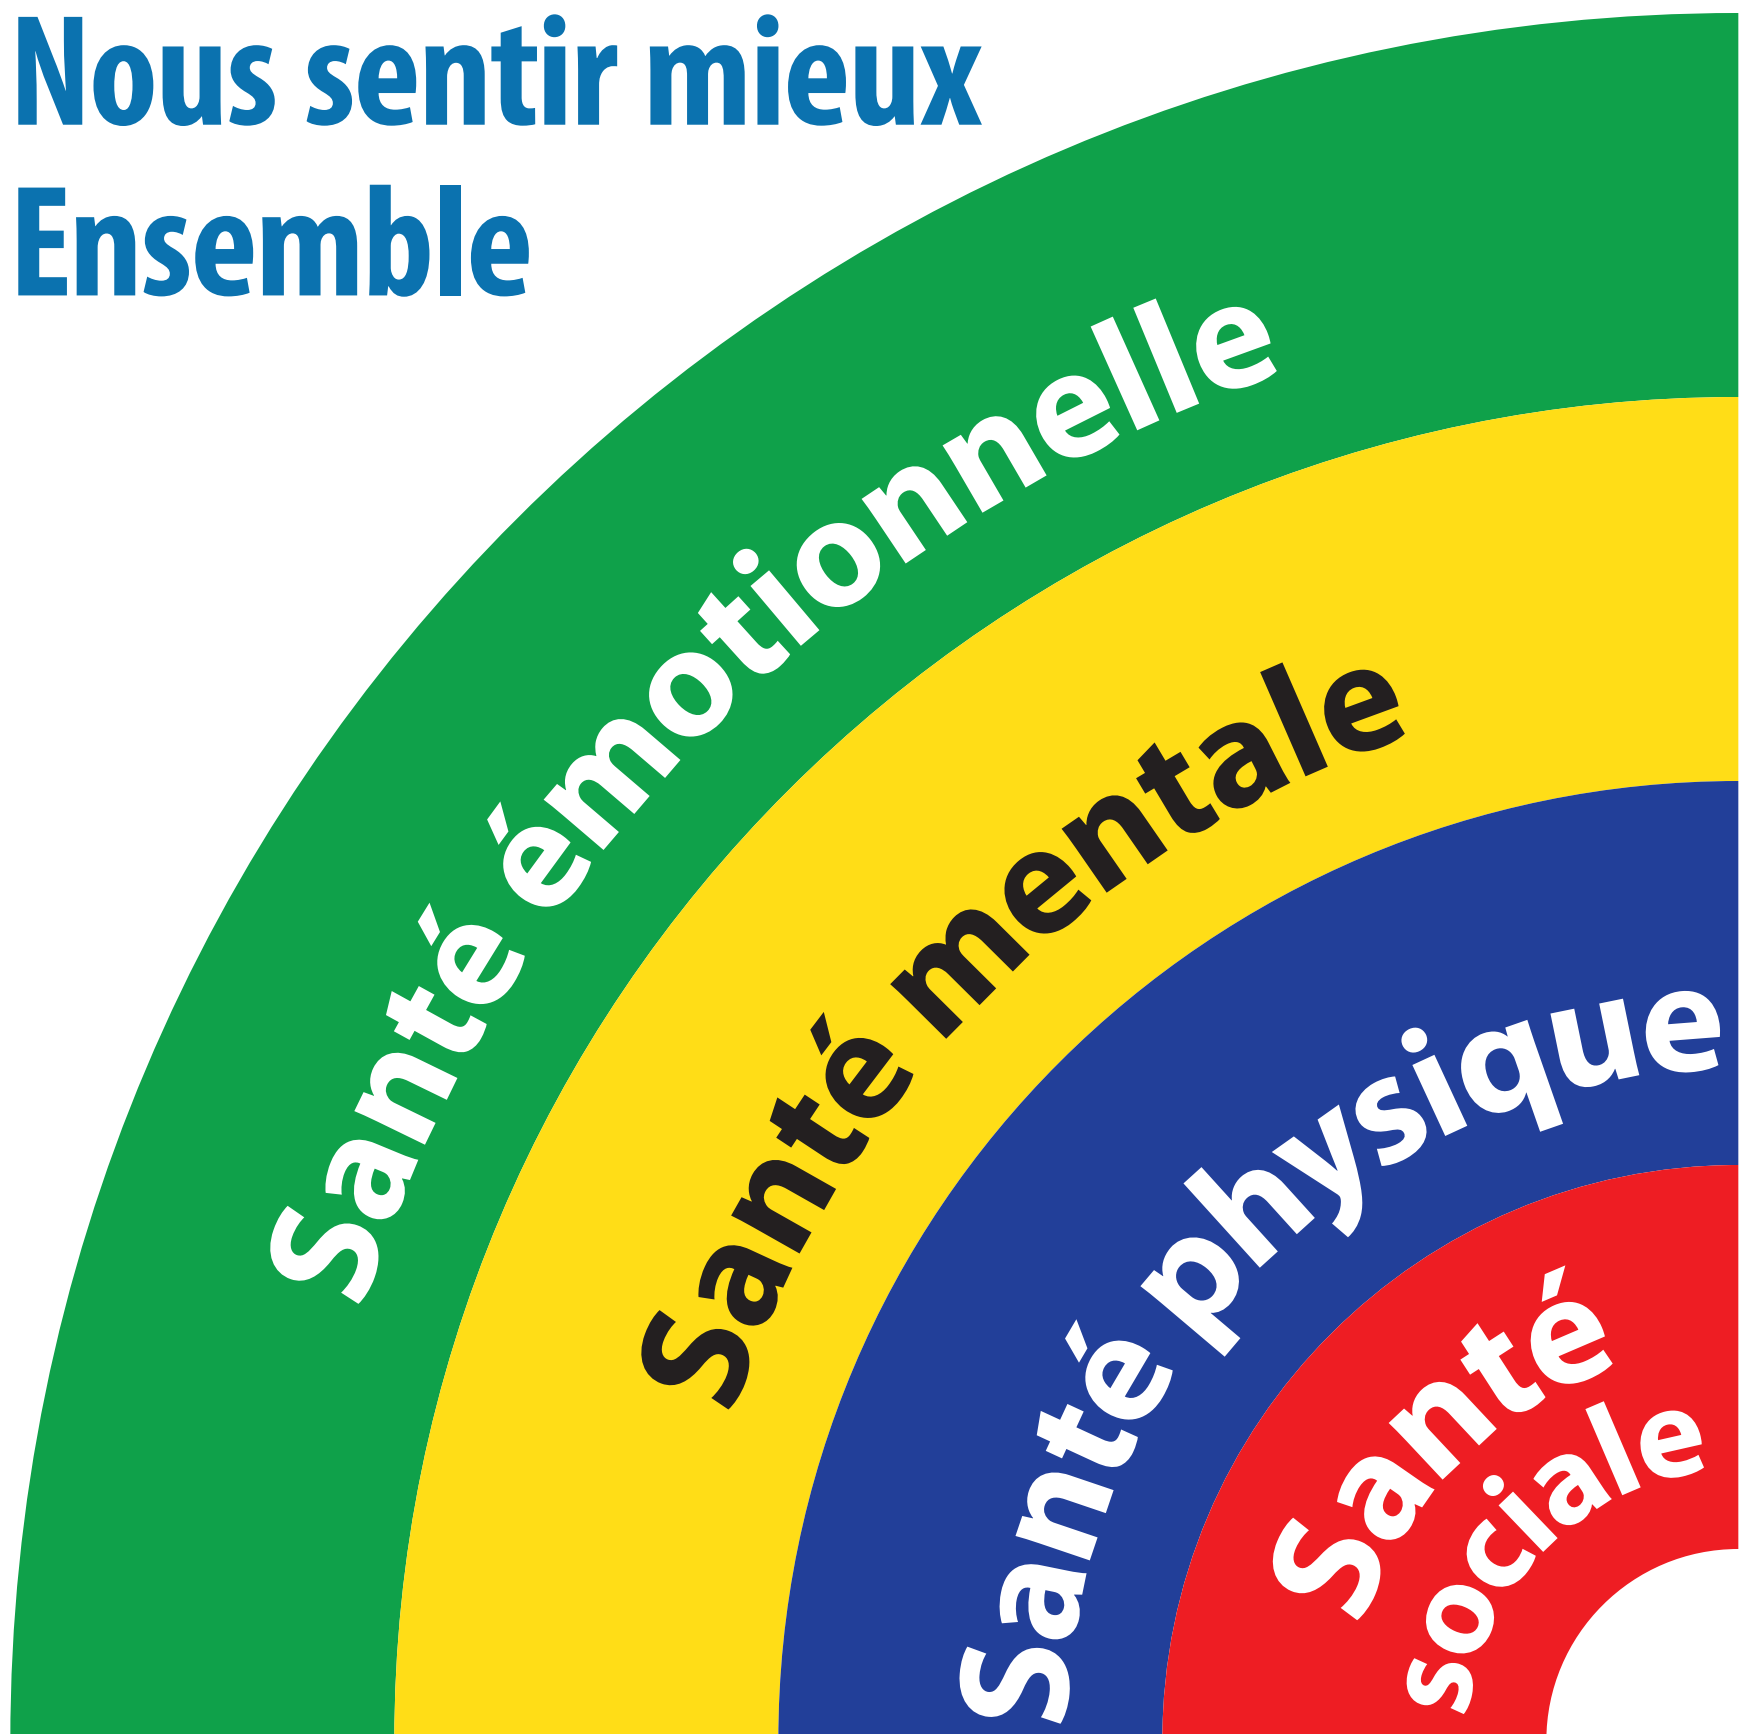 Nous sentir mieux
Ensemble
Santé émotionnelle
Santé mentale
Santé physique
Santé
sociale